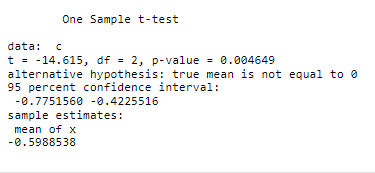 One Sample t-test
data:  c
t = -14.615, df = 2, p-value = 0.004649
alternative hypothesis: true mean is not equal to 0
95 percent confidence interval:
-0.7751560 -0.4225516
sample estimates:
mean of x
-0.5988538